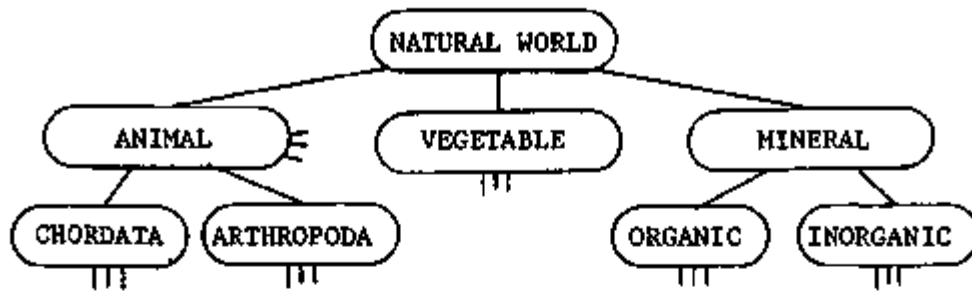 NATURAL WORLD
ANIMAL
VEGETABLE
MINERAL
CHORDATA
ARTHROPODA
ORGANIC
INORGANIC